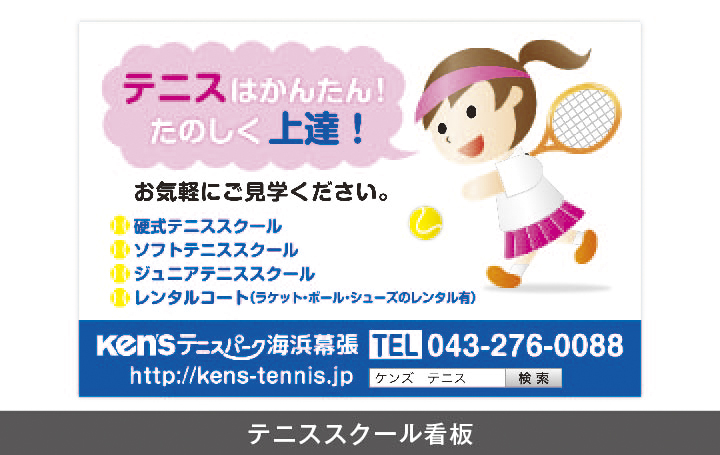 テニスはかんたん!
たのしく上達!
お気軽にご見学ください。
硬式テニススクール
ソフトテニススクール
ジュニアテニススクール
レンタルコート(ラケット・ボール・シューズのレンタル有)
Ken'sテニスパーク海浜幕張 TEL 043-276-0088
http://kens-tennis.jp ケンズ テニス 検索
テニススクール看板